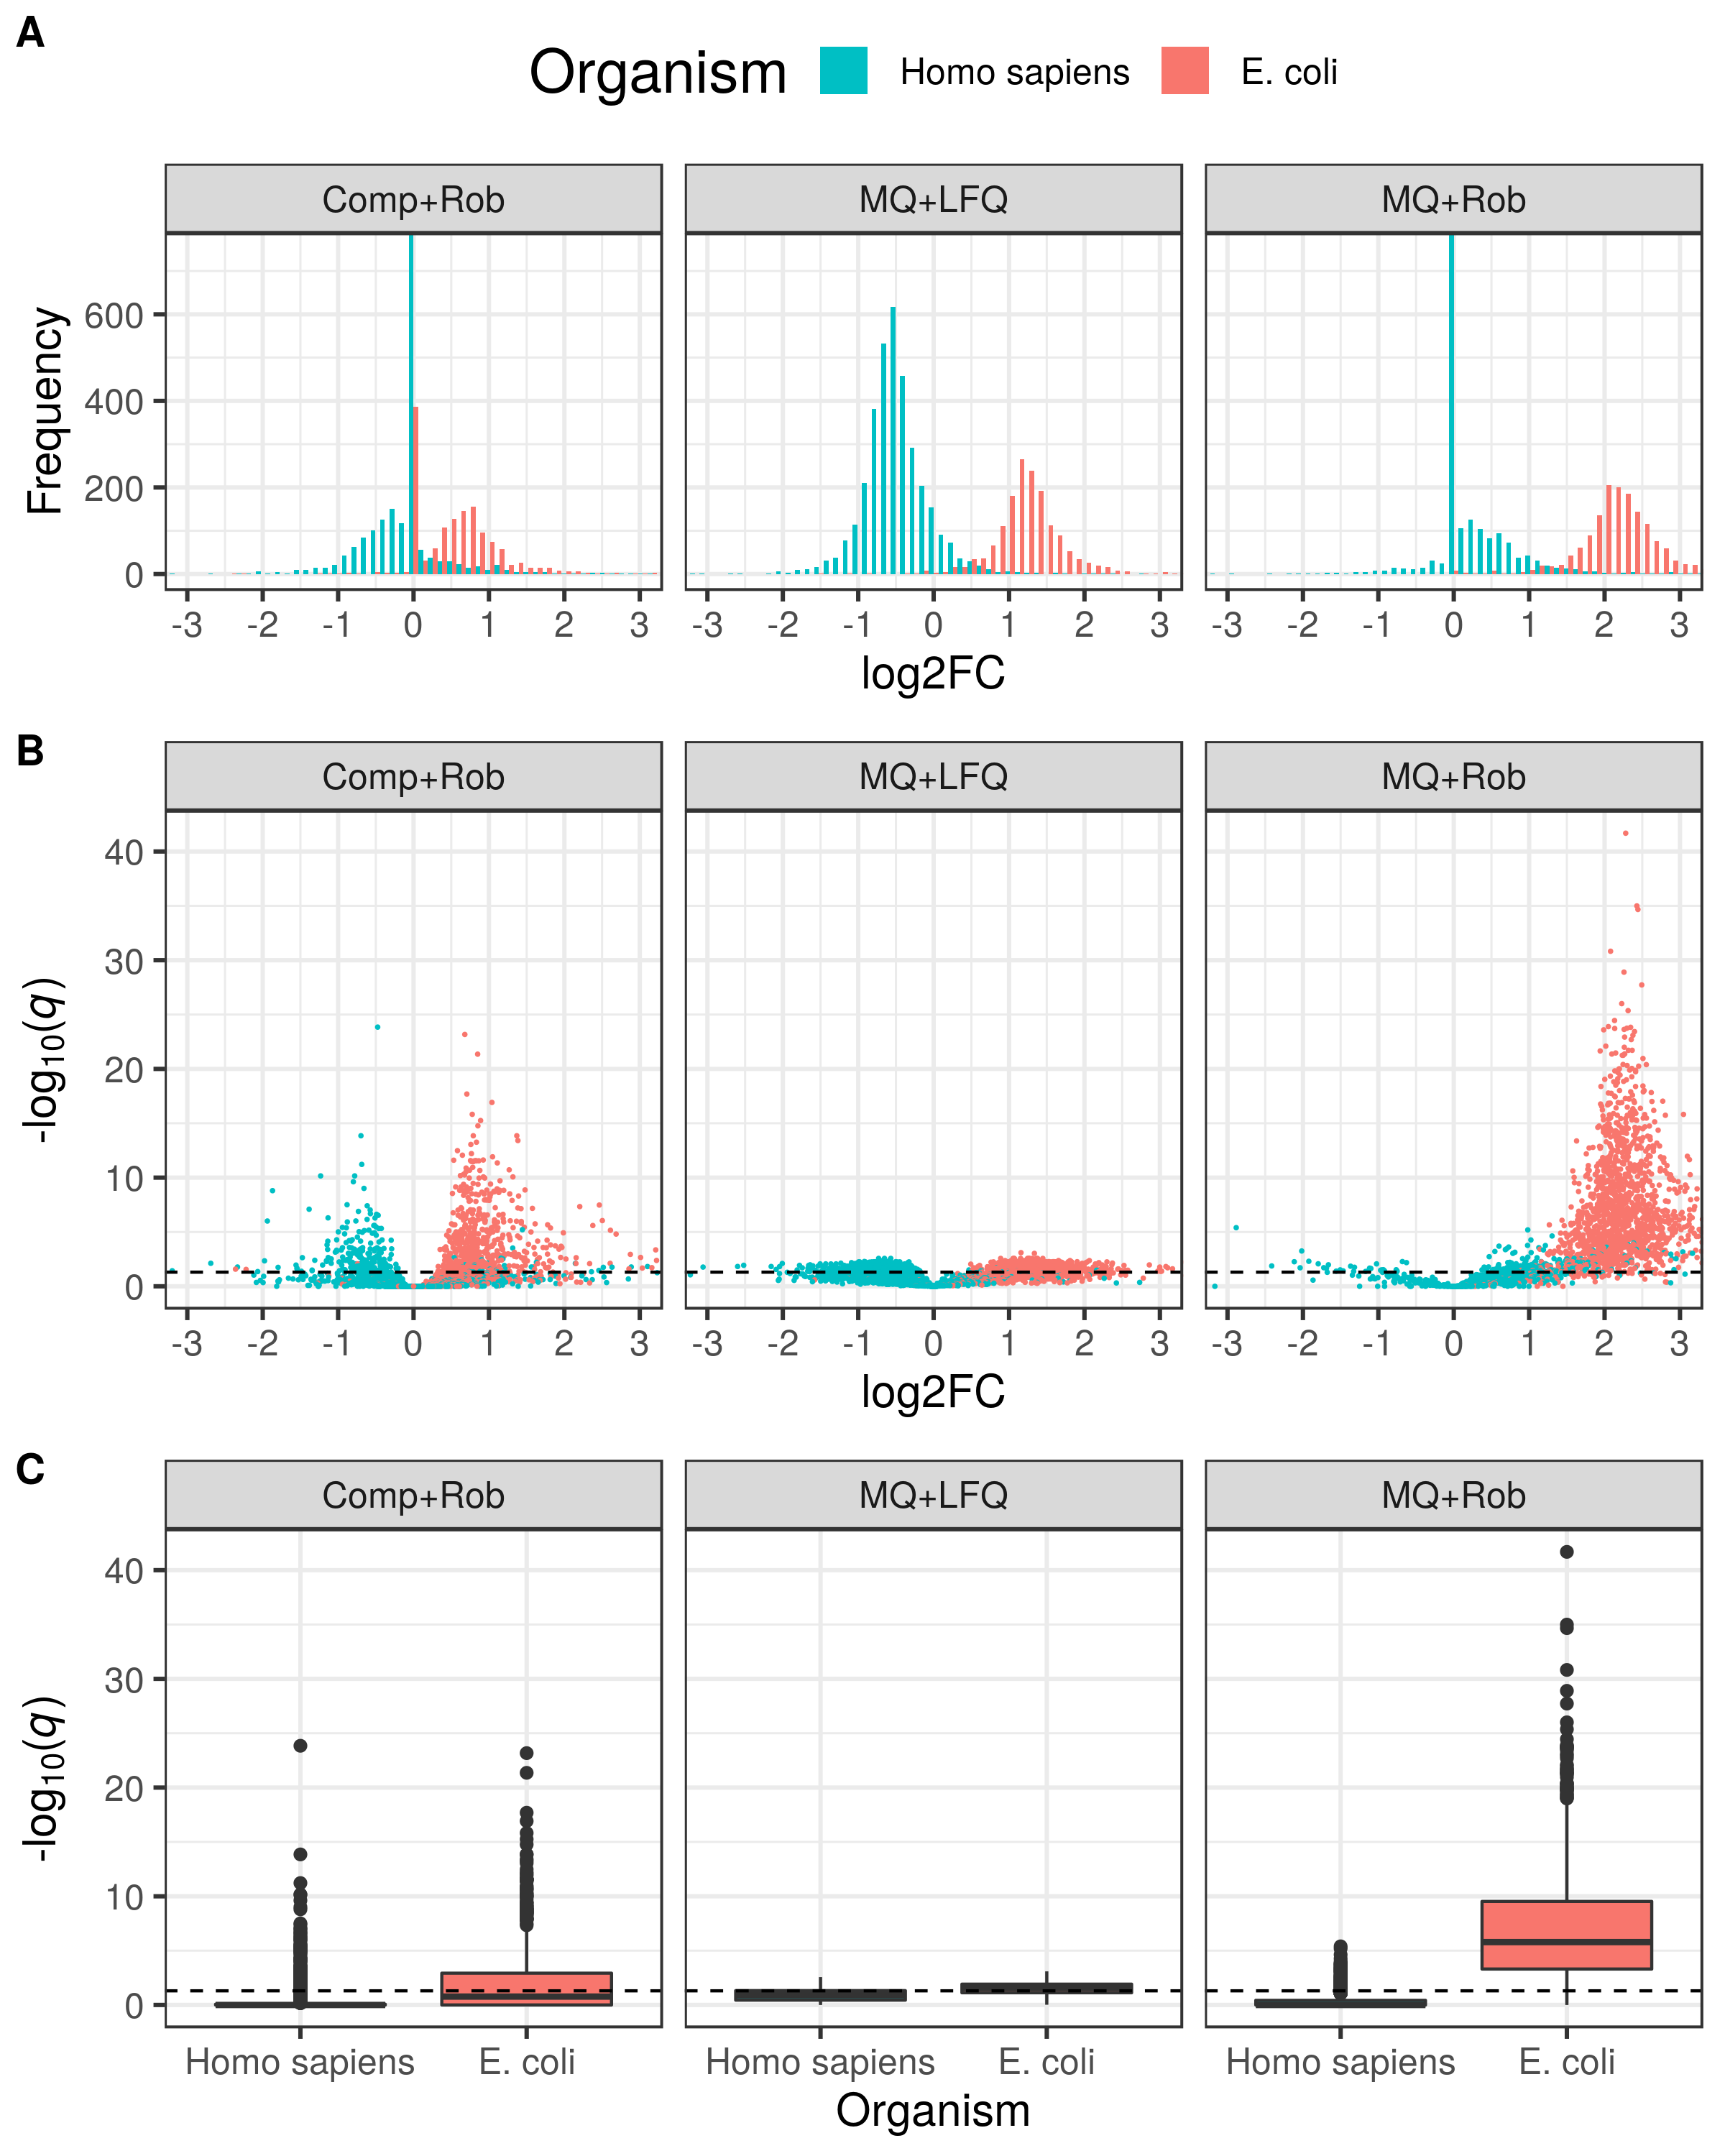 A
Organism Homo sapiens E. coli
Comp+Rob MQ+LFQ MQ+Rob
Frequency
600
400
200
0
-3 -2 -1 0 1 2 3 -3 -2 -1 0 1 2 3 -3 -2 -1 0 1 2 3
log2FC
B
Comp+Rob MQ+LFQ MQ+Rob
-log10(q)
40
30
20
10
0
-3 -2 -1 0 1 2 3 -3 -2 -1 0 1 2 3 -3 -2 -1 0 1 2 3
log2FC
C
Comp+Rob MQ+LFQ MQ+Rob
-log10(q)
40
30
20
10
0
Homo sapiens E. coli Homo sapiens E. coli Homo sapiens E. coli
Organism